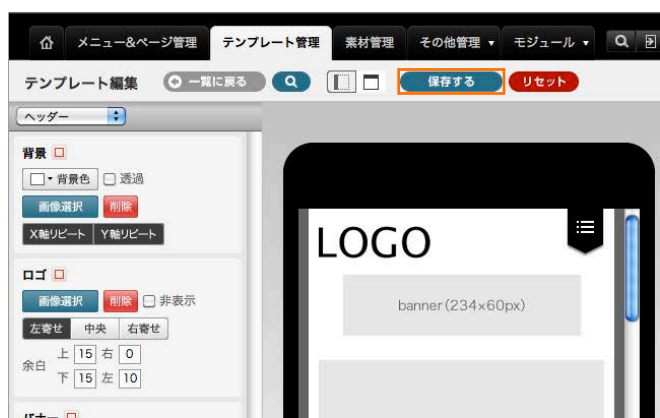 メニュー&ページ管理 テンプレート管理 素材管理 その他管理 モジュール
テンプレート編集 一覧に戻る 保存する リセット
ヘッダー
背景
背景色 透過
画像選択 削除
X軸リピート Y軸リピート
ロゴ
画像選択 削除 非表示
左寄せ 中央 右寄せ
余白 上 15 右 0
下 15 左 10
バナー
LOGO
banner(234×60px)